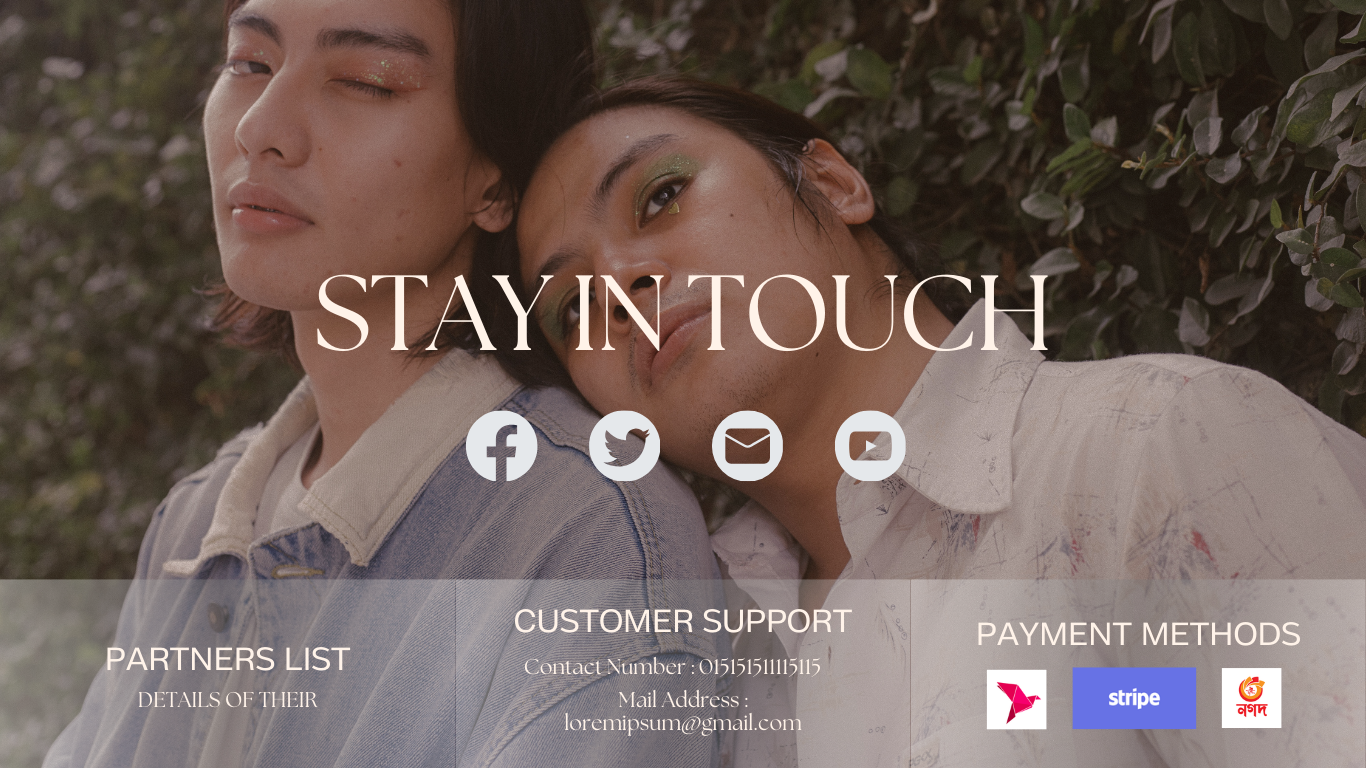 STAY IN TOUCH
PARTNERS LIST
DETAILS OF THEIR
CUSTOMER SUPPORT
Contact Number : 015151511115115
Mail Address :
loremipsum@gmail.com
PAYMENT METHODS
stripe
নগদ